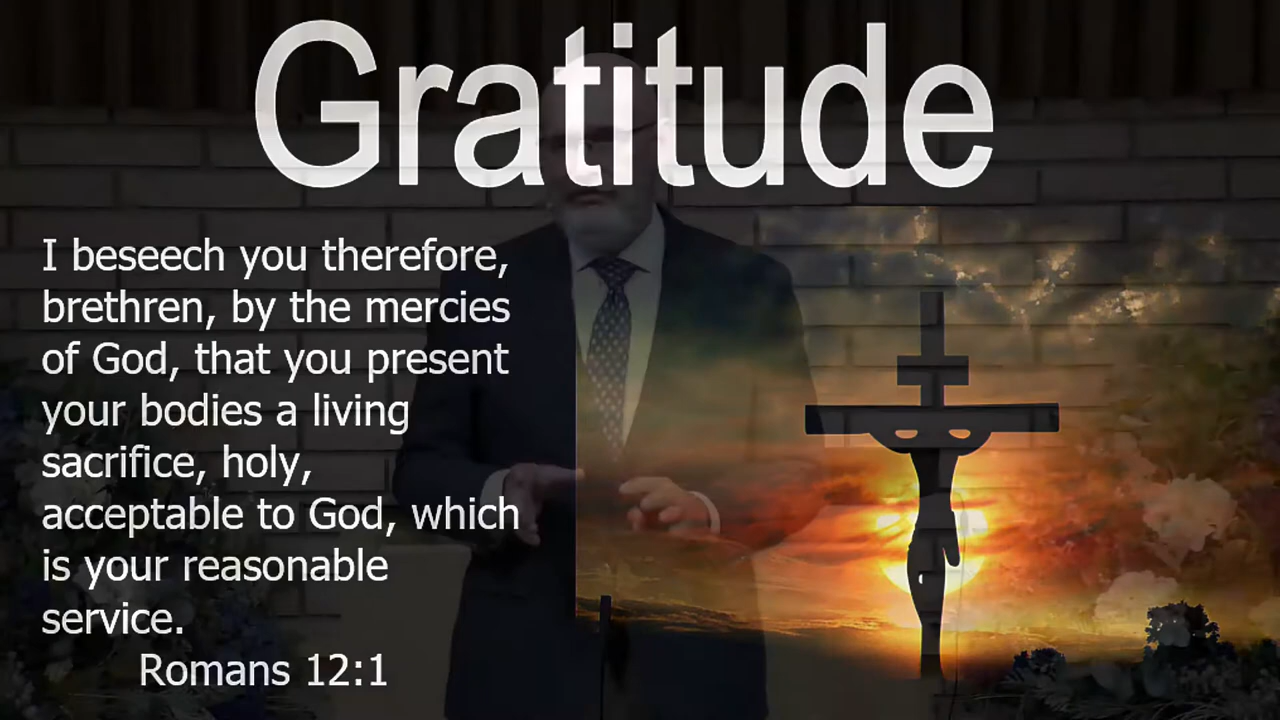 Gratitude
I beseech you therefore,
brethren, by the mercies
of God, that you present
your bodies a living
sacrifice, holy,
acceptable to God, which
is your reasonable
service.
Romans 12:1